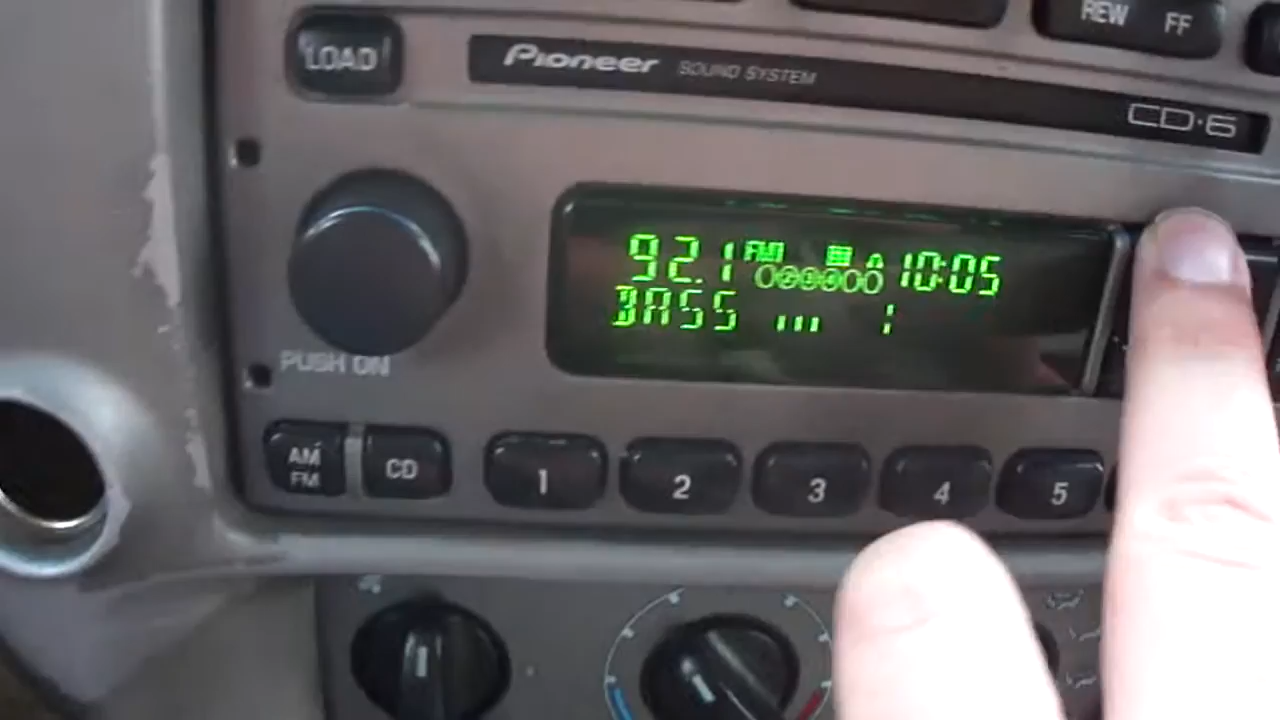 REW FF
LOAD
Pioneer SOUND SYSTEM
CD·6
92.1 FM1 10:05
BASS
PUSH ON
AM
FM
CD
1 2 3 4 5